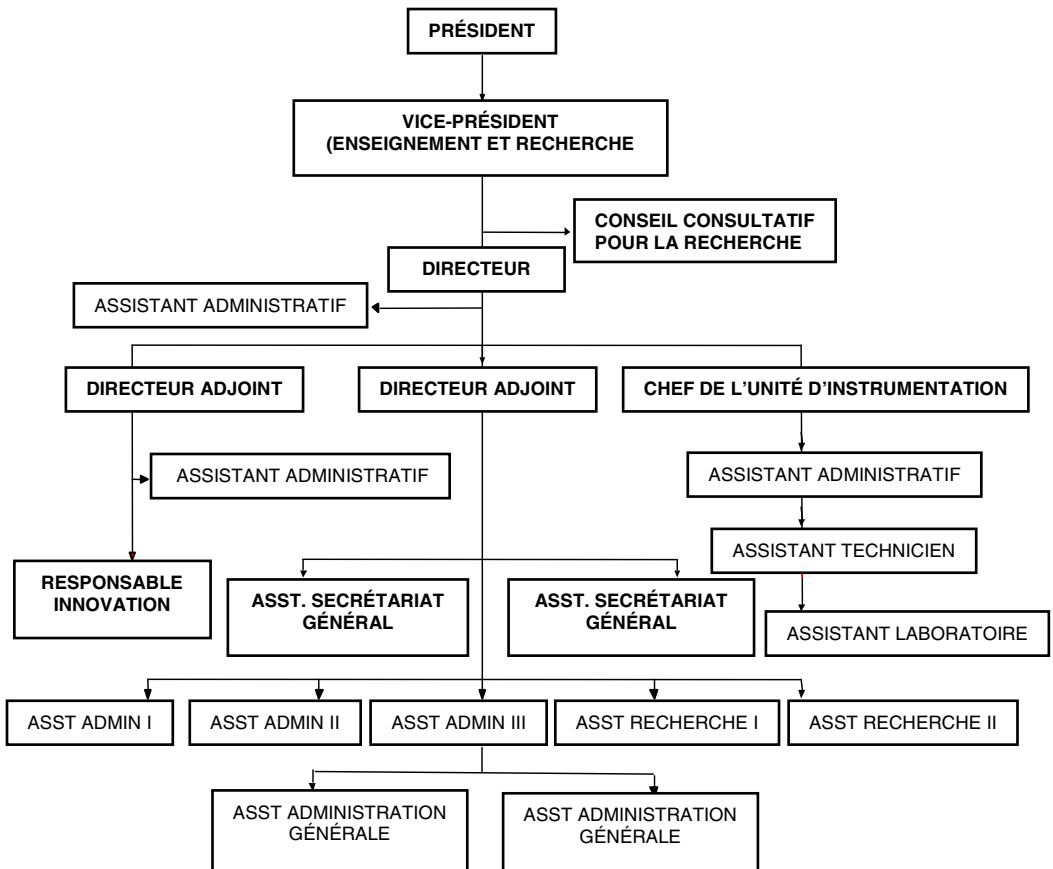 PRÉSIDENT
VICE-PRÉSIDENT
(ENSEIGNEMENT ET RECHERCHE
CONSEIL CONSULTATIF
POUR LA RECHERCHE
DIRECTEUR
ASSISTANT ADMINISTRATIF
DIRECTEUR ADJOINT
DIRECTEUR ADJOINT
CHEF DE L'UNITÉ D'INSTRUMENTATION
ASSISTANT ADMINISTRATIF
ASSISTANT ADMINISTRATIF
ASSISTANT TECHNICIEN
RESPONSABLE
INNOVATION
ASST. SECRÉTARIAT
GÉNÉRAL
ASST. SECRÉTARIAT
GÉNÉRAL
ASSISTANT LABORATOIRE
ASST ADMIN I
ASST ADMIN II
ASST ADMIN III
ASST RECHERCHE I
ASST RECHERCHE II
ASST ADMINISTRATION
GÉNÉRALE
ASST ADMINISTRATION
GÉNÉRALE